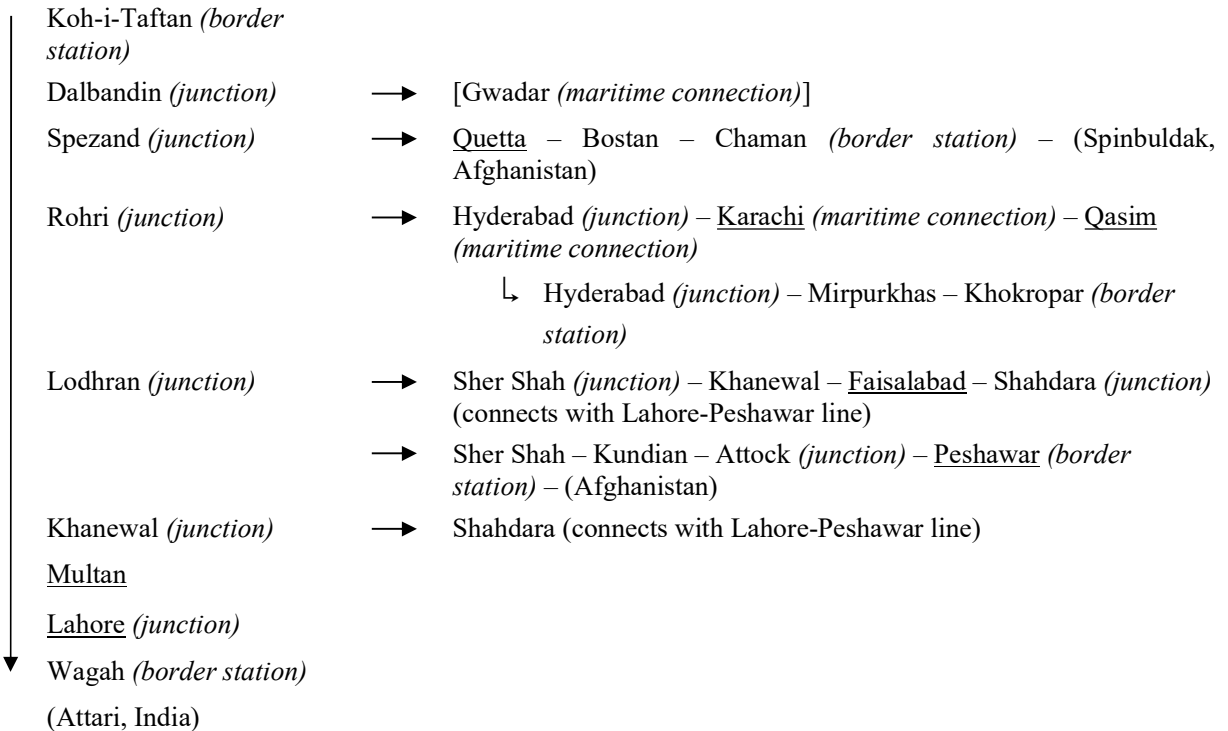 Koh-i-Taftan (border
station)
Dalbandin (junction) → [Gwadar (maritime connection)]
Spezand (junction) → Quetta – Bostan – Chaman (border station) – (Spinbuldak,
Afghanistan)
Rohri (junction) → Hyderabad (junction) – Karachi (maritime connection) – Qasim
(maritime connection)
↳ Hyderabad (junction) – Mirpurkhas – Khokropar (border
station)
Lodhran (junction) → Sher Shah (junction) – Khanewal – Faisalabad – Shahdara (junction)
(connects with Lahore-Peshawar line)
→ Sher Shah – Kundian – Attock (junction) – Peshawar (border
station) – (Afghanistan)
Khanewal (junction) → Shahdara (connects with Lahore-Peshawar line)
Multan
Lahore (junction)
Wagah (border station)
(Attari, India)